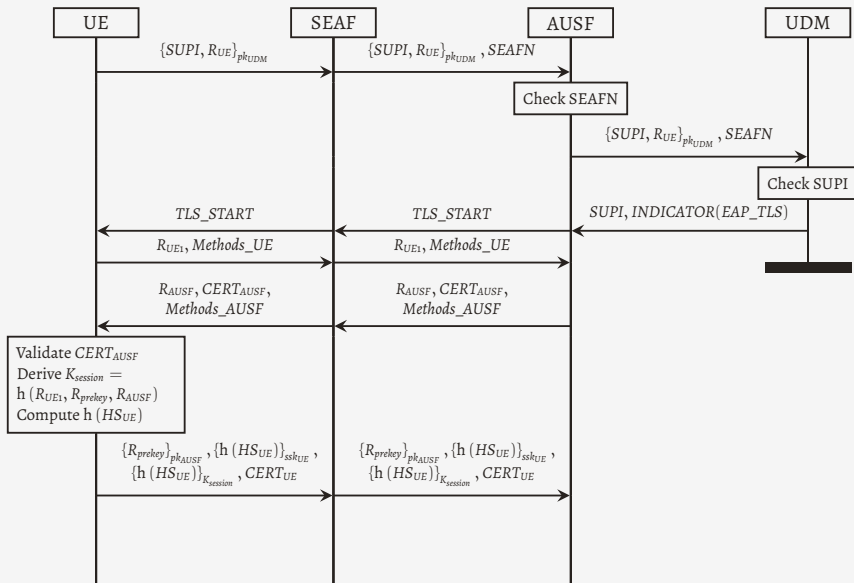 UE SEAF AUSF UDM
{SUPI, R_UE}_pk_UDM
{SUPI, R_UE}_pk_UDM , SEAFN
Check SEAFN
{SUPI, R_UE}_pk_UDM , SEAFN
Check SUPI
TLS_START
TLS_START
SUPI, INDICATOR(EAP_TLS)
R_UE1, Methods_UE
R_UE1, Methods_UE
R_AUSF, CERT_AUSF,
Methods_AUSF
R_AUSF, CERT_AUSF,
Methods_AUSF
Validate CERT_AUSF
Derive K_session =
h (R_UE1, R_prekey, R_AUSF)
Compute h (HS_UE)
{R_prekey}_pk_AUSF , {h (HS_UE)}_ssk_UE ,
{h (HS_UE)}_K_session , CERT_UE
{R_prekey}_pk_AUSF , {h (HS_UE)}_ssk_UE ,
{h (HS_UE)}_K_session , CERT_UE